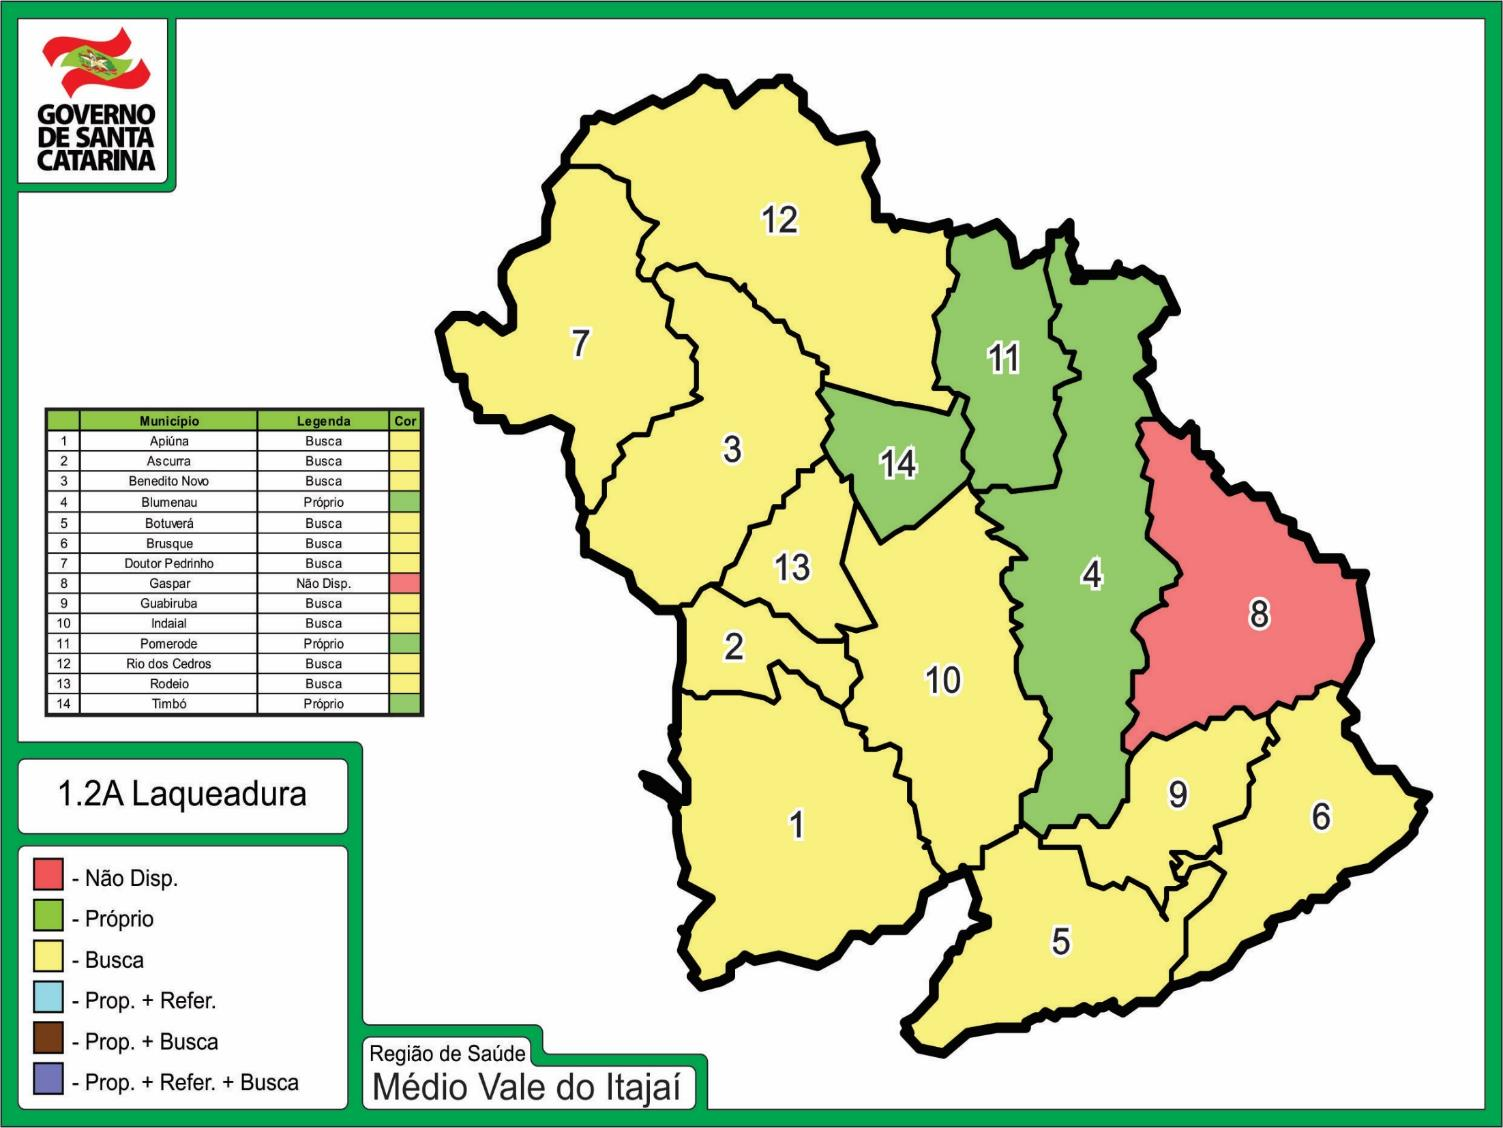 GOVERNO
DE SANTA
CATARINA
12
7
11
3
14
13
4
8
2
10
1
9
6
5
Município Legenda Cor
1 Apiúna Busca
2 Ascurra Busca
3 Benedito Novo Busca
4 Blumenau Próprio
5 Botuverá Busca
6 Brusque Busca
7 Doutor Pedrinho Busca
8 Gaspar Não Disp.
9 Guabiruba Busca
10 Indaial Busca
11 Pomerode Próprio
12 Rio dos Cedros Busca
13 Rodeio Busca
14 Timbó Próprio
1.2A Laqueadura
- Não Disp.
- Próprio
- Busca
- Prop. + Refer.
- Prop. + Busca
- Prop. + Refer. + Busca
Região de Saúde
Médio Vale do Itajaí